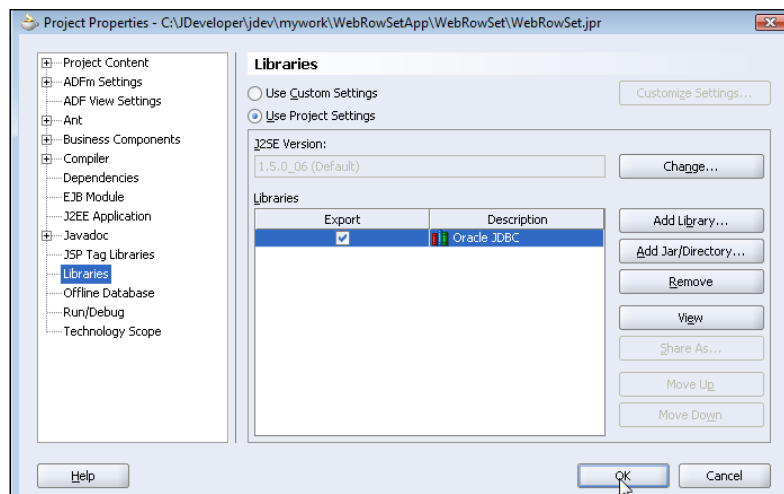 Project Properties - C:\JDeveloper\jdev\mywork\WebRowSetApp\WebRowSet\WebRowSet.jpr
Project Content
ADFm Settings
ADF View Settings
Ant
Business Components
Compiler
Dependencies
EJB Module
J2EE Application
Javadoc
JSP Tag Libraries
Libraries
Offline Database
Run/Debug
Technology Scope
Libraries
Use Custom Settings
Customize Settings...
Use Project Settings
J2SE Version:
1.5.0_06 (Default)
Change...
Libraries
Export Description
Oracle JDBC
Add Library...
Add Jar/Directory...
Remove
View
Share As...
Move Up
Move Down
Help
OK
Cancel